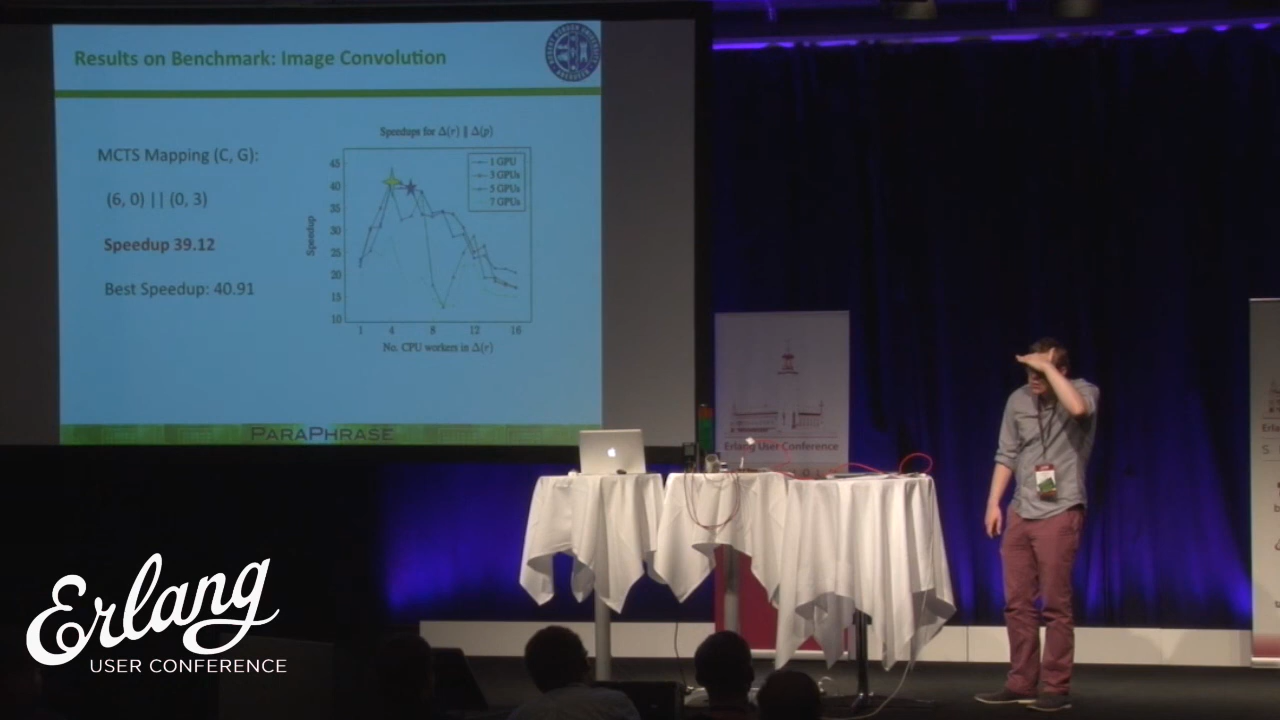 Results on Benchmark: Image Convolution
MCTS Mapping (C, G):
(6, 0) || (0, 3)
Speedup 39.12
Best Speedup: 40.91
Speedups for Δ(r) ∥ Δ(p)
1 GPU
3 GPUs
5 GPUs
7 GPUs
Speedup
45
40
35
30
25
20
15
10
1 4 8 12 16
No. CPU workers in Δ(r)
PARAPHRASE
Erlang User Conference
Erlang
USER CONFERENCE